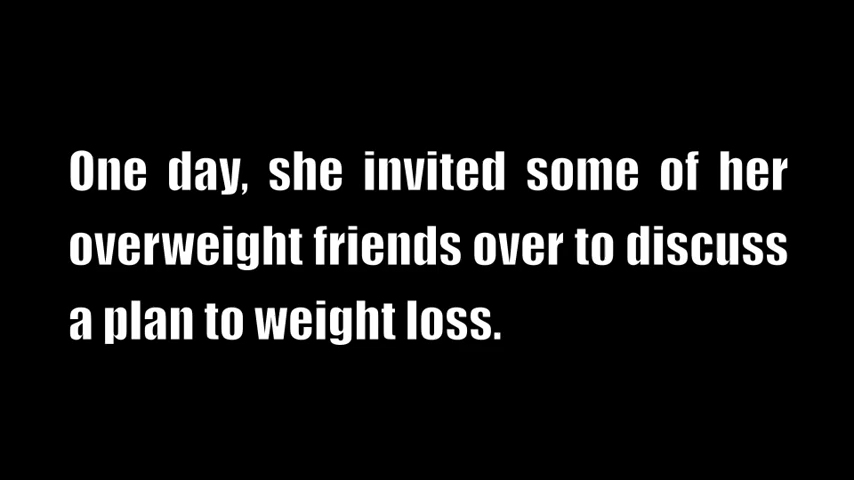 One day, she invited some of her
overweight friends over to discuss
a plan to weight loss.